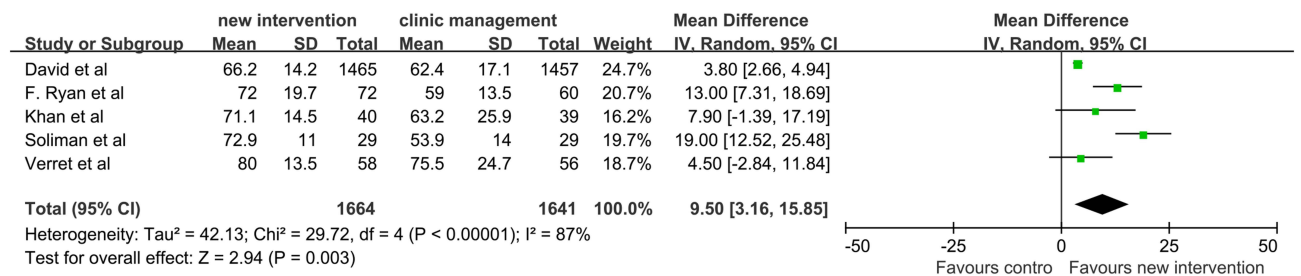 new intervention clinic management Mean Difference Mean Difference
Study or Subgroup Mean SD Total Mean SD Total Weight IV, Random, 95% CI IV, Random, 95% CI
David et al 66.2 14.2 1465 62.4 17.1 1457 24.7% 3.80 [2.66, 4.94]
F. Ryan et al 72 19.7 72 59 13.5 60 20.7% 13.00 [7.31, 18.69]
Khan et al 71.1 14.5 40 63.2 25.9 39 16.2% 7.90 [-1.39, 17.19]
Soliman et al 72.9 11 29 53.9 14 29 19.7% 19.00 [12.52, 25.48]
Verret et al 80 13.5 58 75.5 24.7 56 18.7% 4.50 [-2.84, 11.84]
Total (95% CI) 1664 1641 100.0% 9.50 [3.16, 15.85]
Heterogeneity: Tau² = 42.13; Chi² = 29.72, df = 4 (P < 0.00001); I² = 87%
Test for overall effect: Z = 2.94 (P = 0.003)
-50 -25 0 25 50
Favours contro Favours new intervention